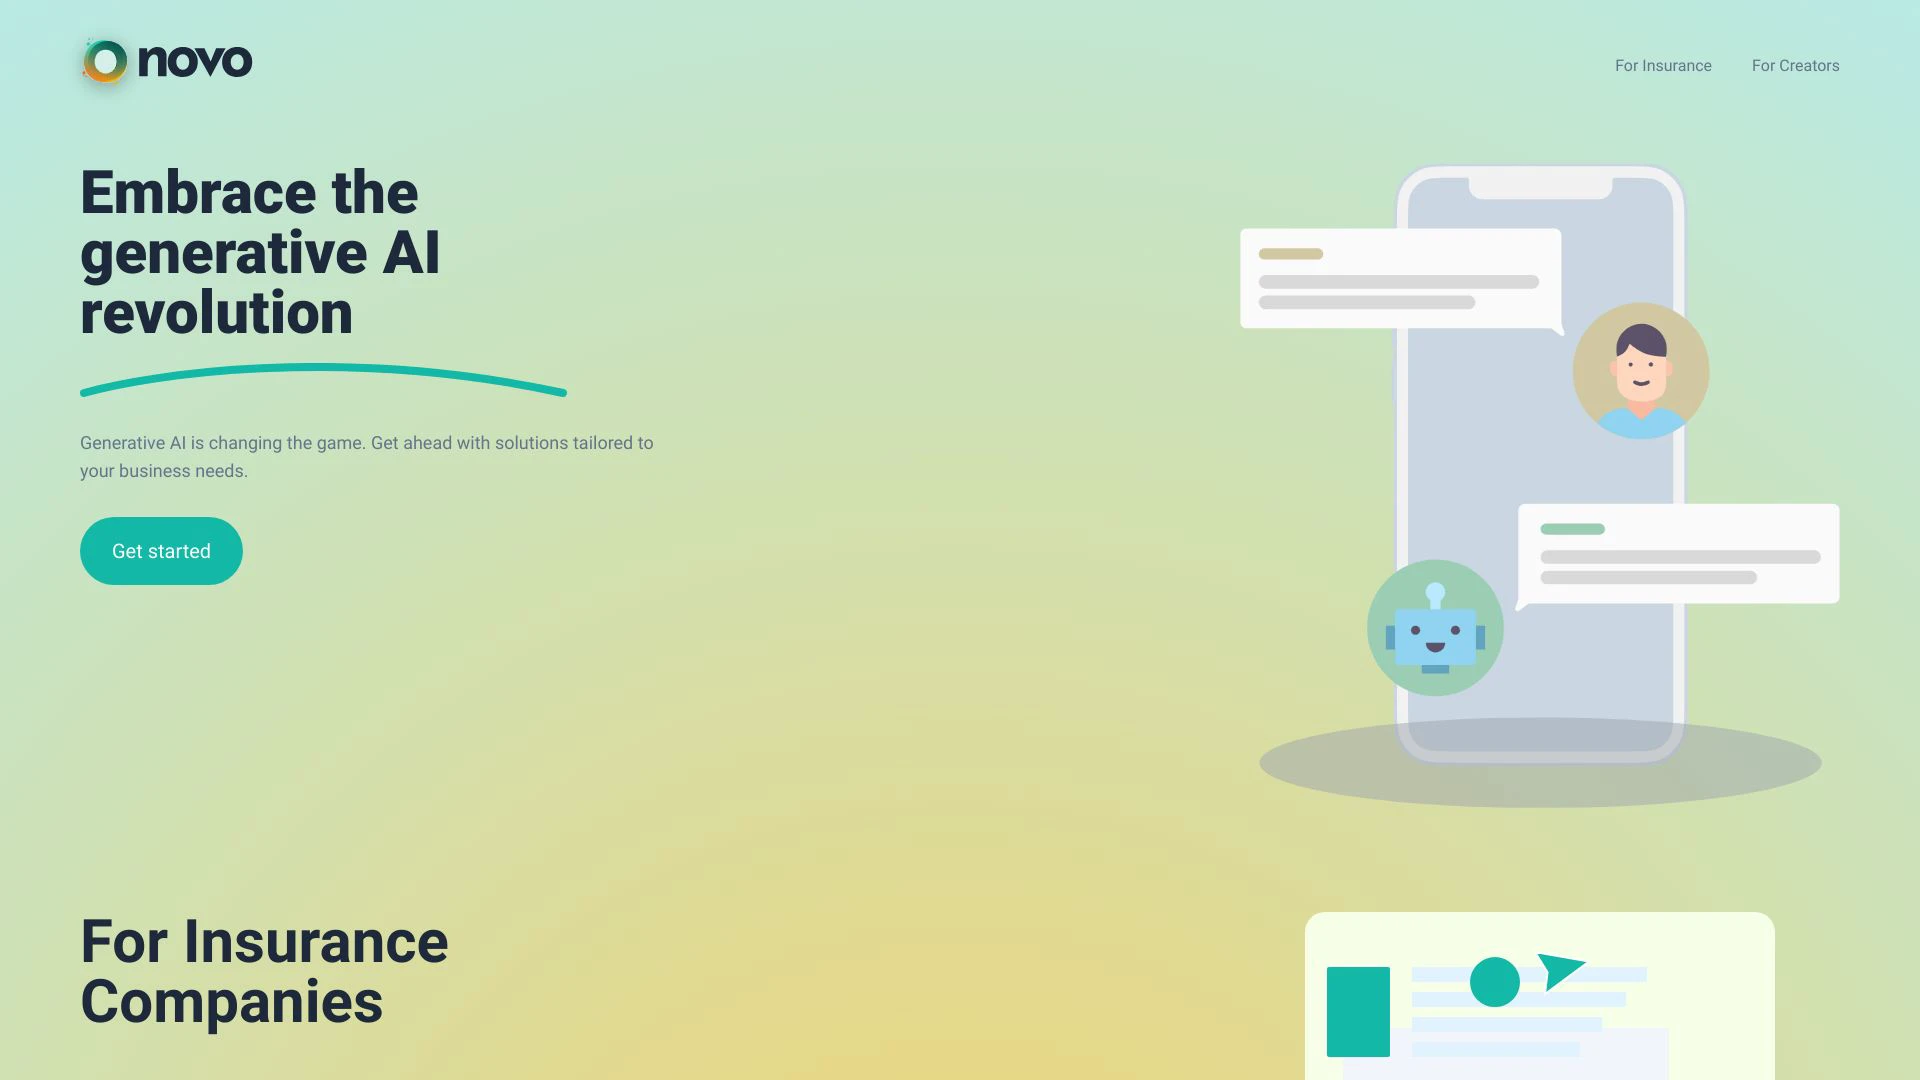 novo
For Insurance
For Creators
Embrace the
generative AI
revolution
Generative AI is changing the game. Get ahead with solutions tailored to
your business needs.
Get started
For Insurance
Companies